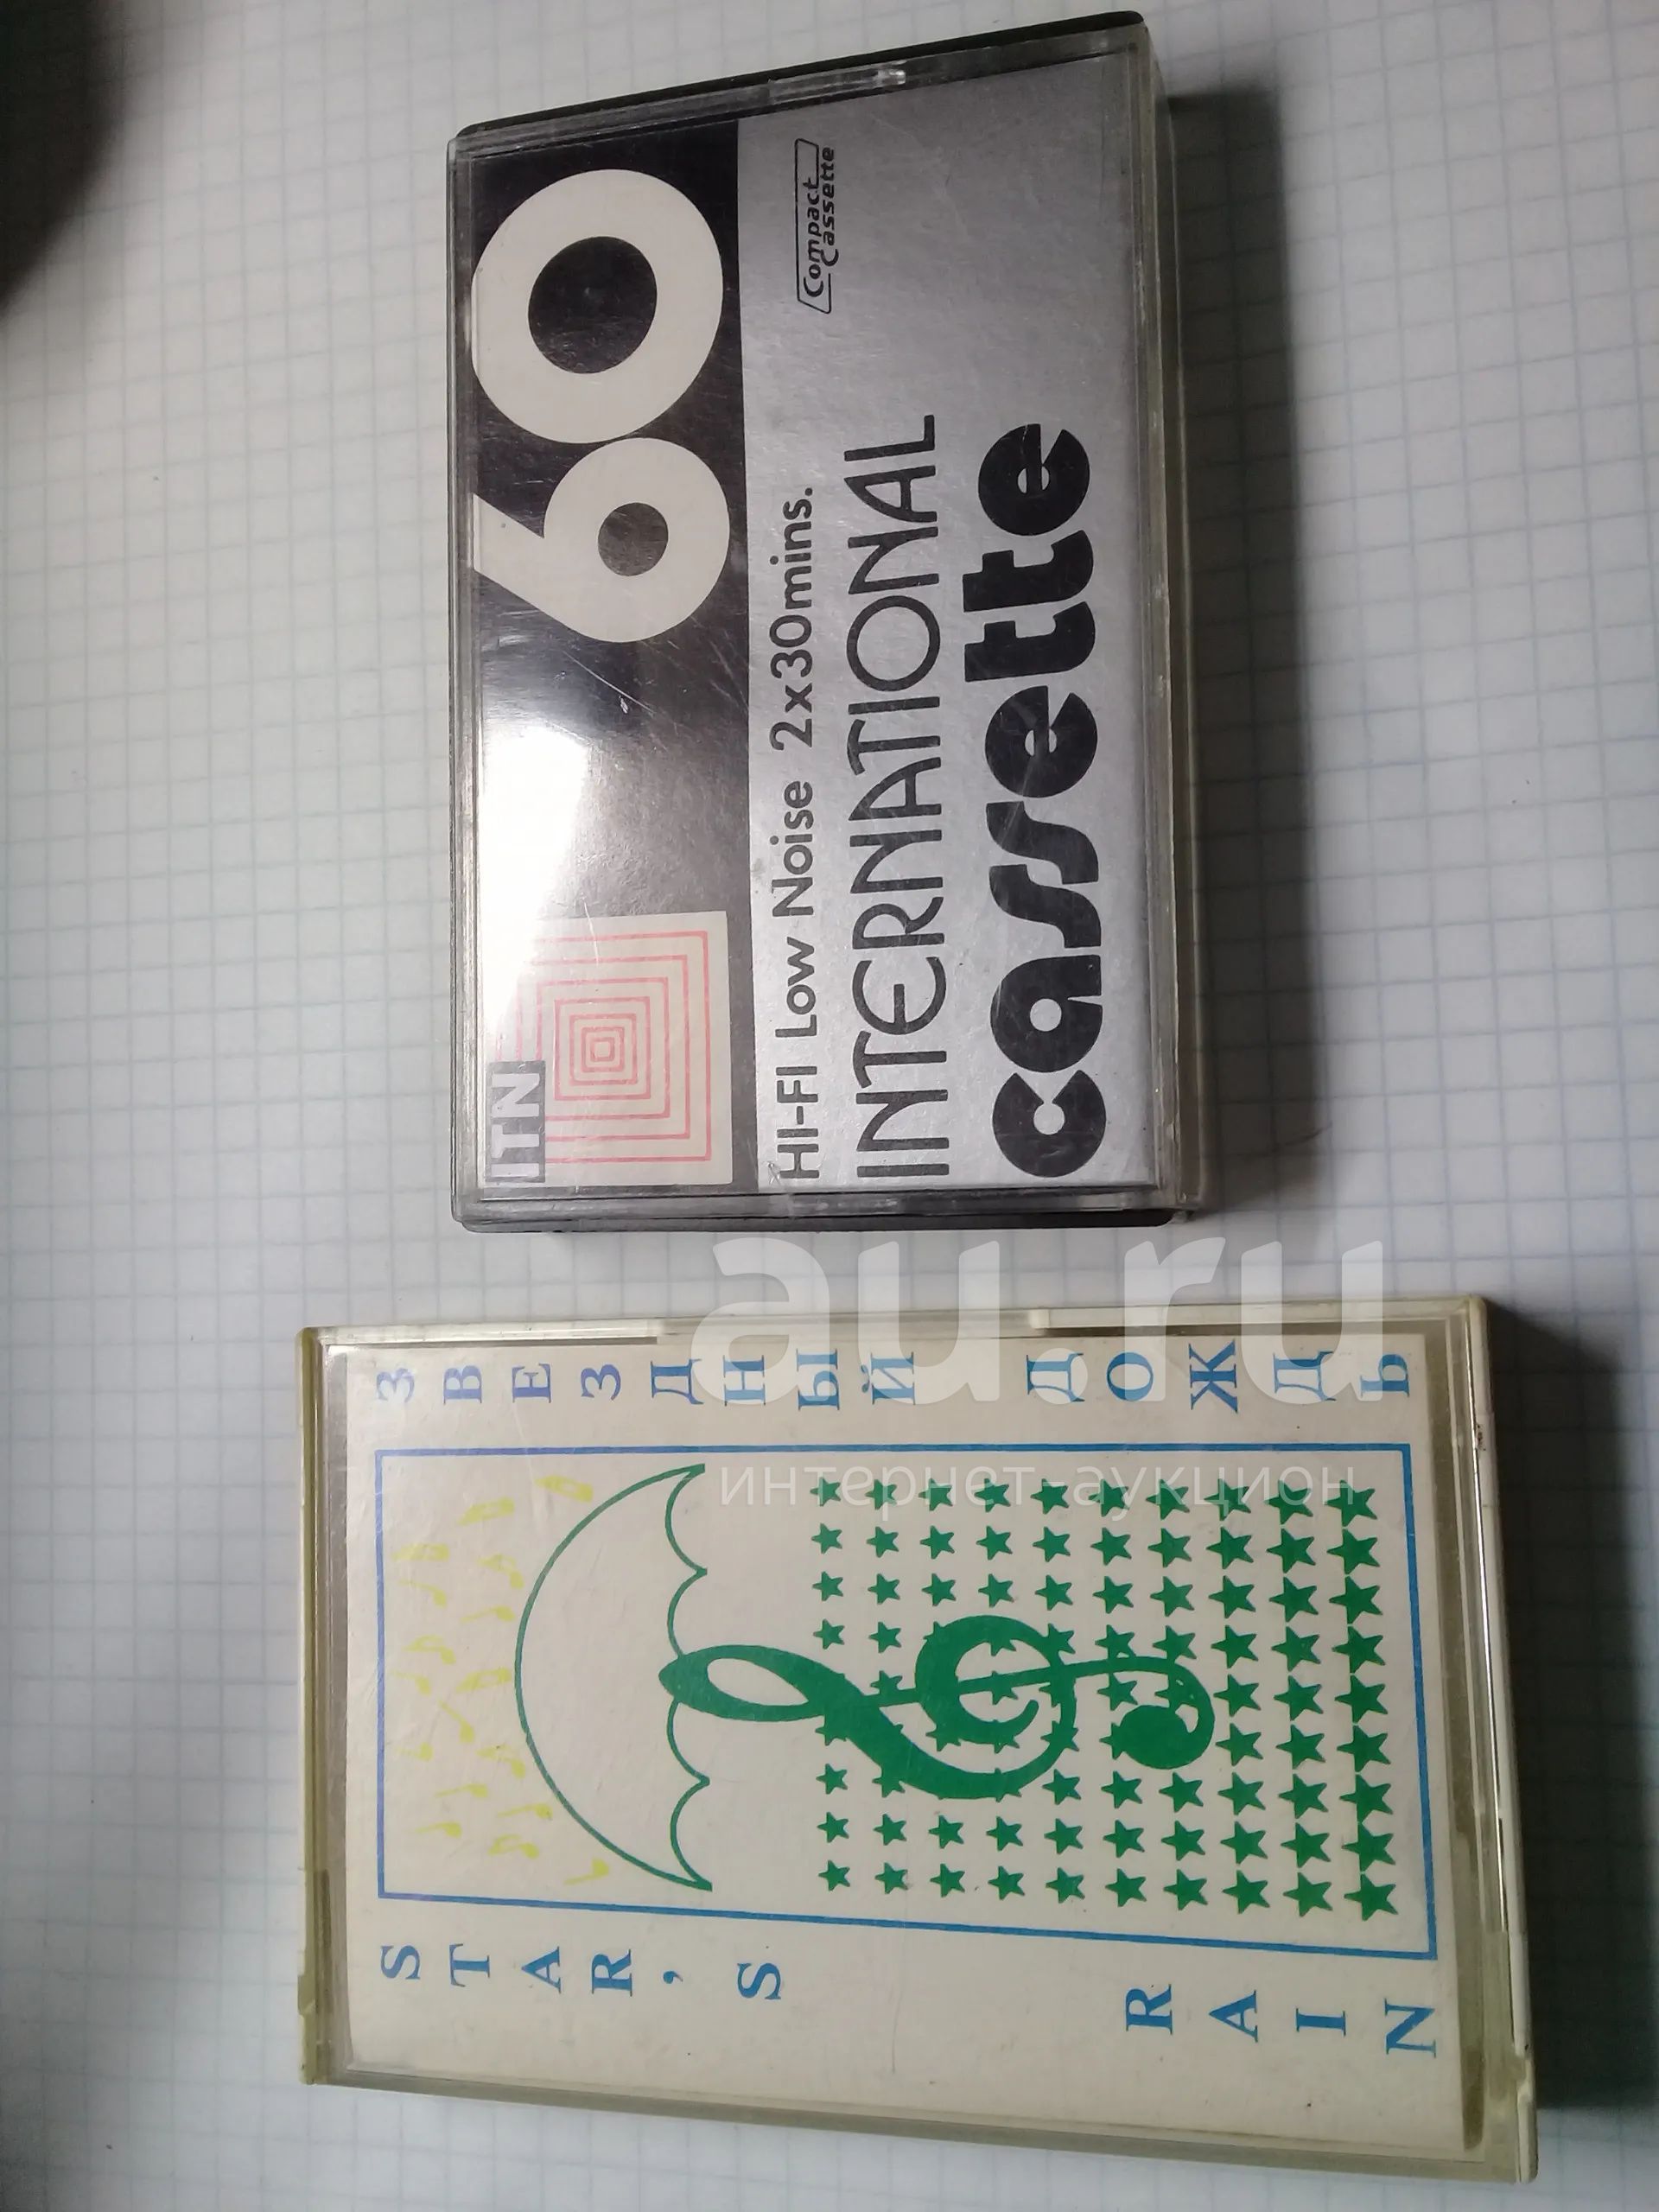 60
ITN
Compact
Cassette
HI-FI Low Noise 2x30mins.
INTERNATIONAL
cassette
au.ru
интернет-аукцион
ЗВЕЗДНЫЙ ДОЖДЬ
STAR'S RAIN